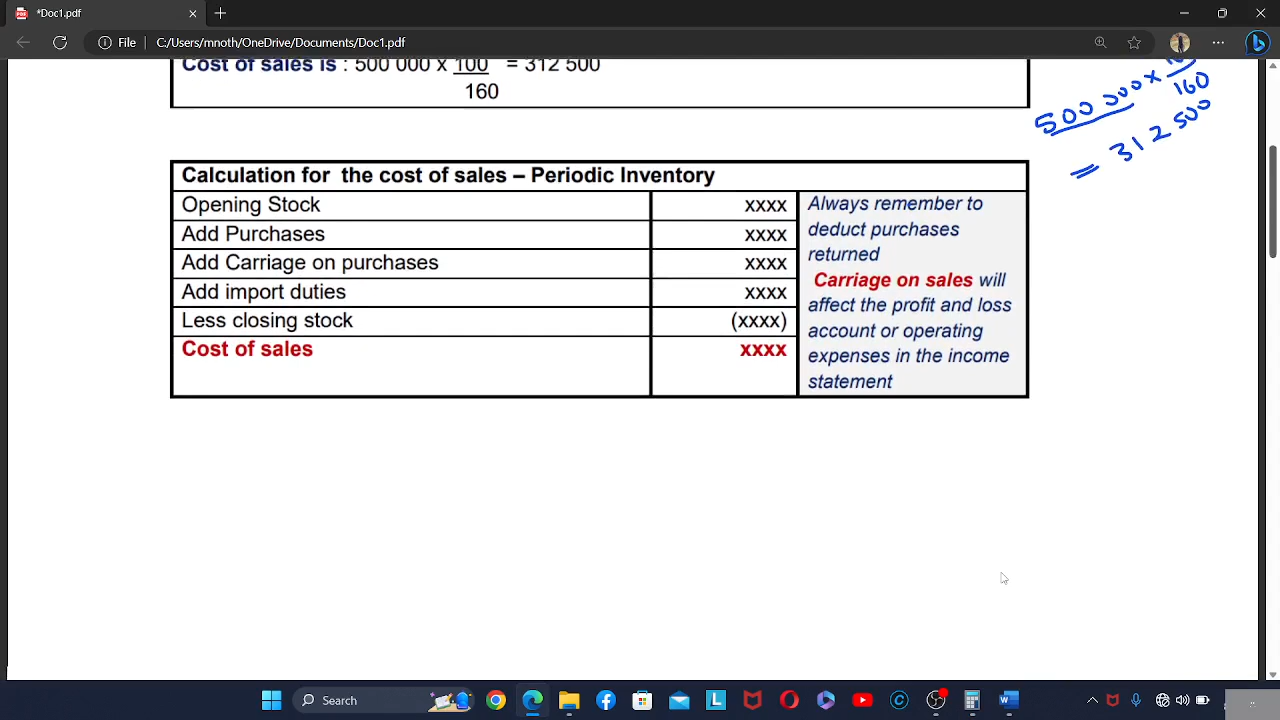 *Doc1.pdf
File C:/Users/mnoth/OneDrive/Documents/Doc1.pdf
Cost of sales is : 500 000 x 100 = 312 500
160
500 000 x
160
= 312 500
Calculation for the cost of sales – Periodic Inventory
Opening Stock xxxx
Add Purchases xxxx
Add Carriage on purchases xxxx
Add import duties xxxx
Less closing stock (xxxx)
Cost of sales xxxx
Always remember to
deduct purchases
returned
Carriage on sales will
affect the profit and loss
account or operating
expenses in the income
statement
Search